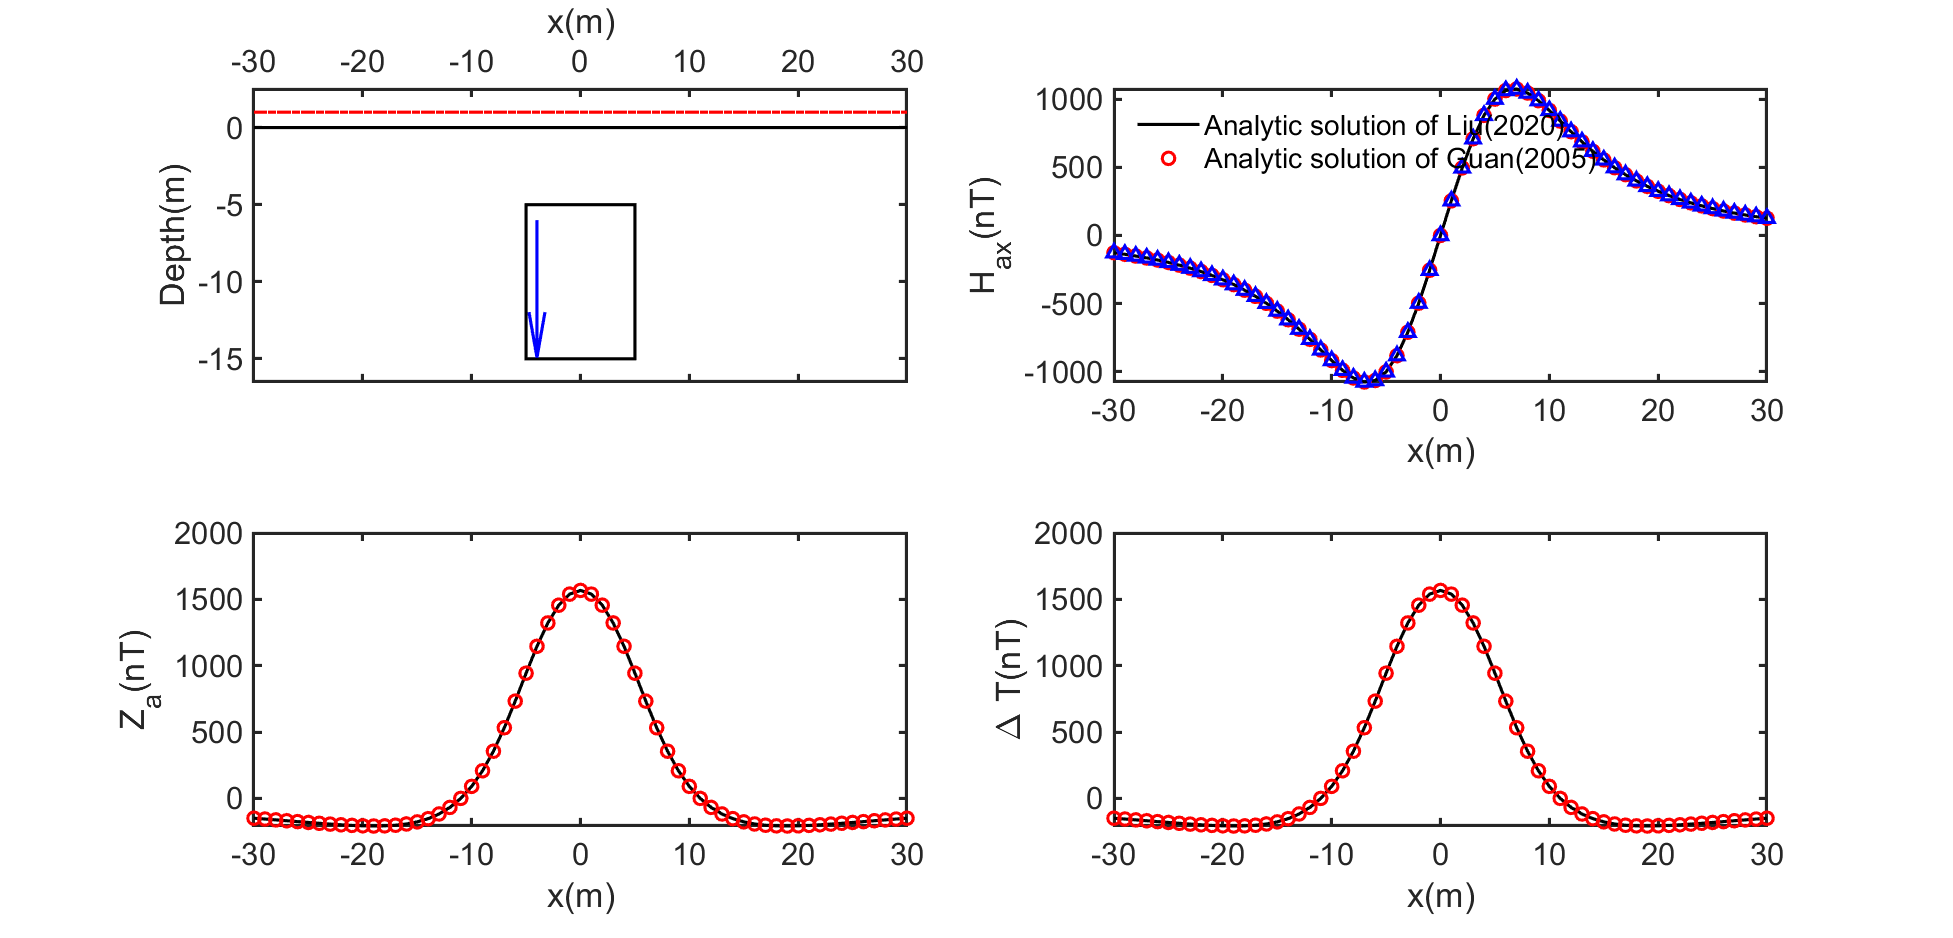 x(m)
-30 -20 -10 0 10 20 30
0
-5
-10
-15
Depth(m)
1000
500
0
-500
-1000
H_ax(nT)
Analytic solution of Liu(2020)
Analytic solution of Guan(2005)
-30 -20 -10 0 10 20 30
x(m)
2000
1500
1000
500
0
Z_a(nT)
-30 -20 -10 0 10 20 30
x(m)
2000
1500
1000
500
0
Δ T(nT)
-30 -20 -10 0 10 20 30
x(m)